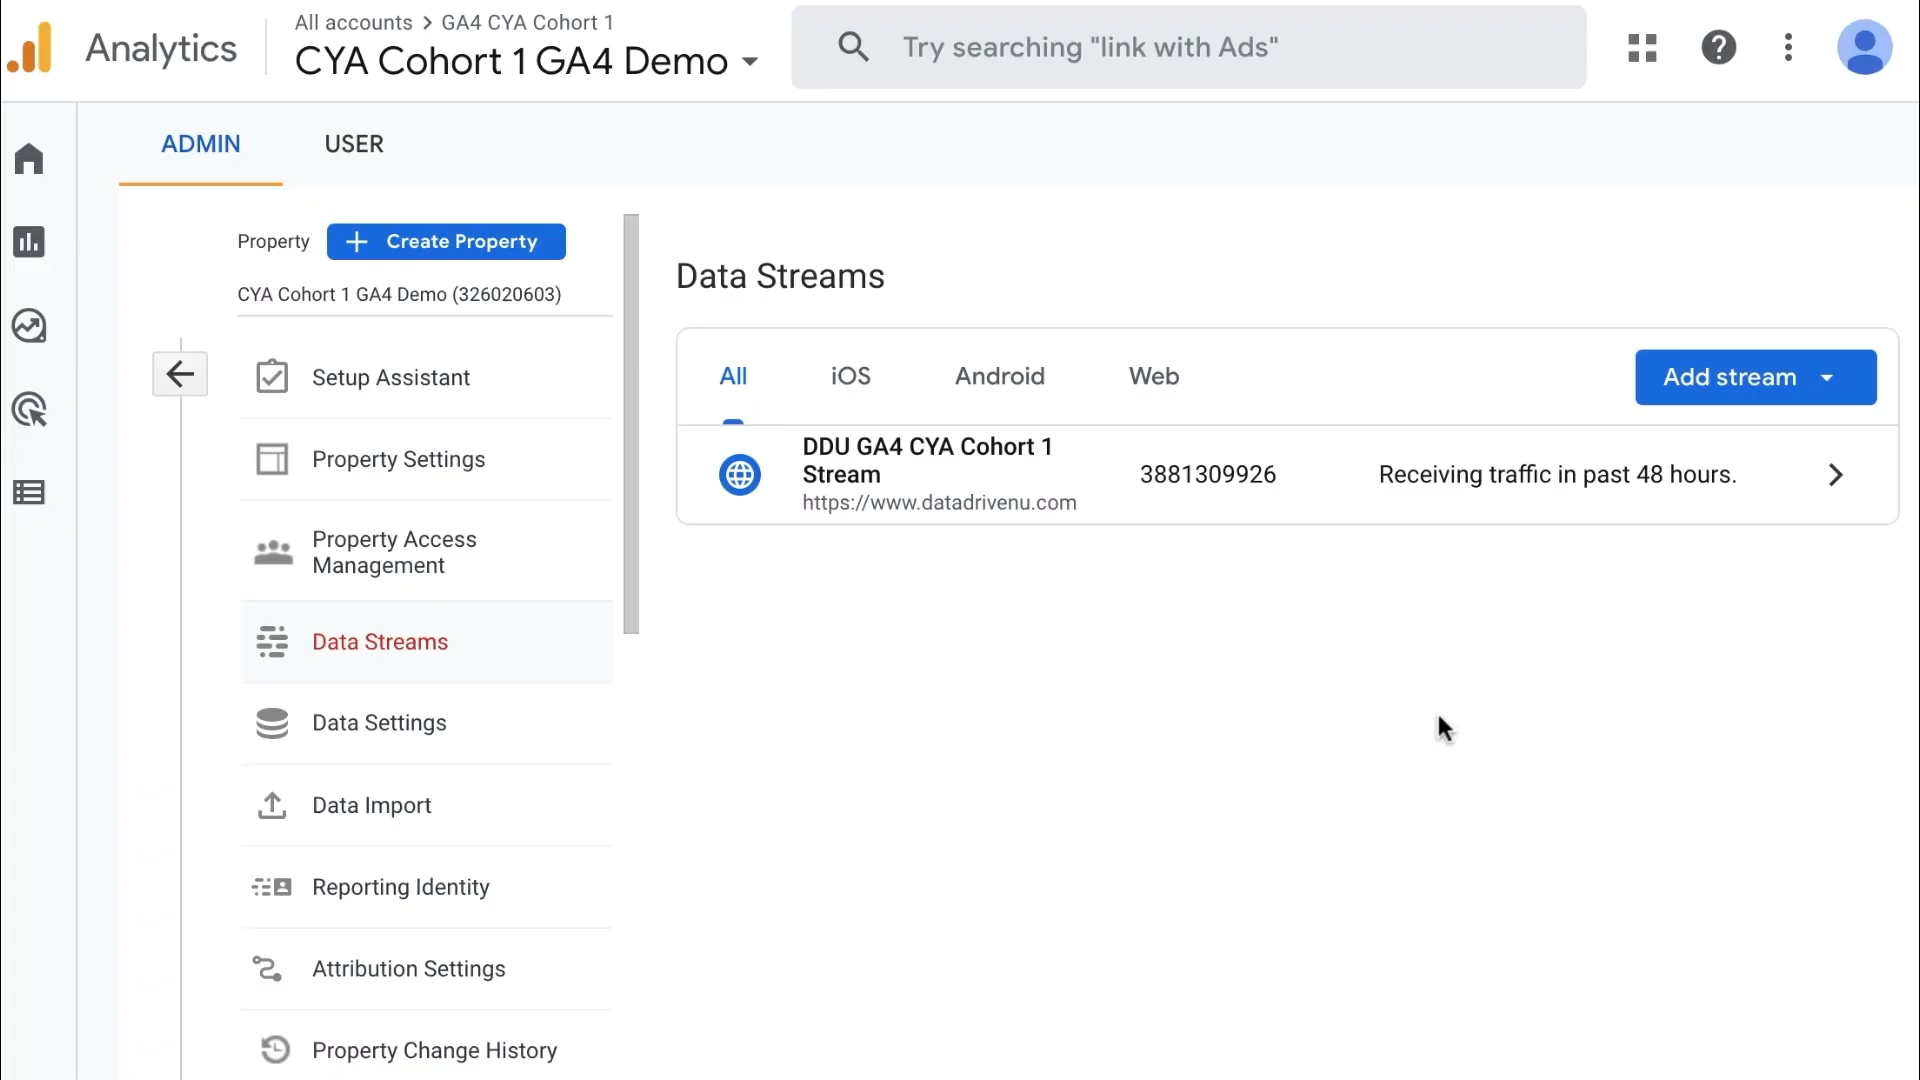 Analytics
All accounts > GA4 CYA Cohort 1
CYA Cohort 1 GA4 Demo
Try searching "link with Ads"
ADMIN
USER
Property
Create Property
CYA Cohort 1 GA4 Demo (326020603)
Setup Assistant
Property Settings
Property Access
Management
Data Streams
Data Settings
Data Import
Reporting Identity
Attribution Settings
Property Change History
Data Streams
All
iOS
Android
Web
Add stream
DDU GA4 CYA Cohort 1
Stream
https://www.datadrivenu.com
3881309926
Receiving traffic in past 48 hours.